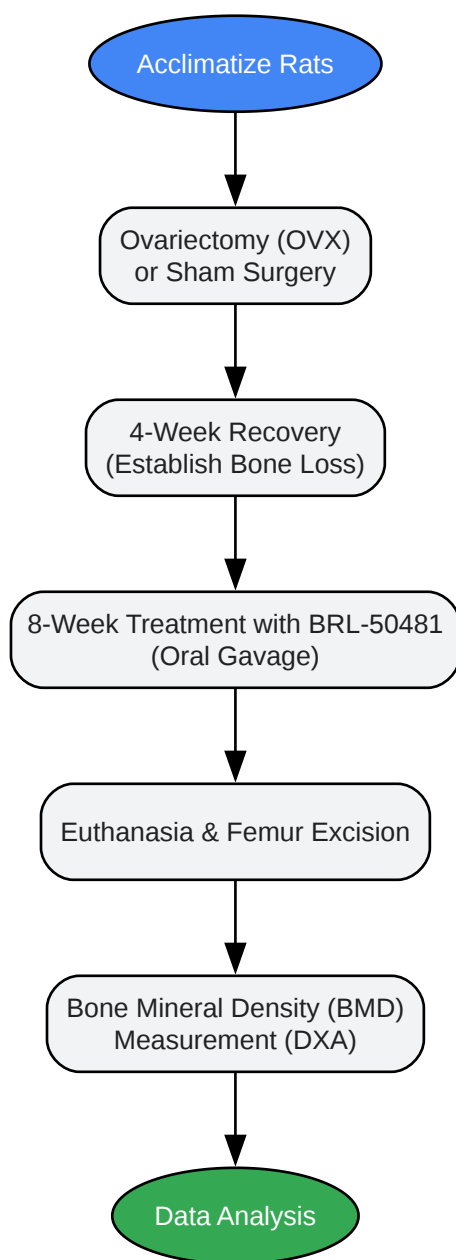 Acclimatize Rats
Ovariectomy (OVX)
or Sham Surgery
4-Week Recovery
(Establish Bone Loss)
8-Week Treatment with BRL-50481
(Oral Gavage)
Euthanasia & Femur Excision
Bone Mineral Density (BMD)
Measurement (DXA)
Data Analysis